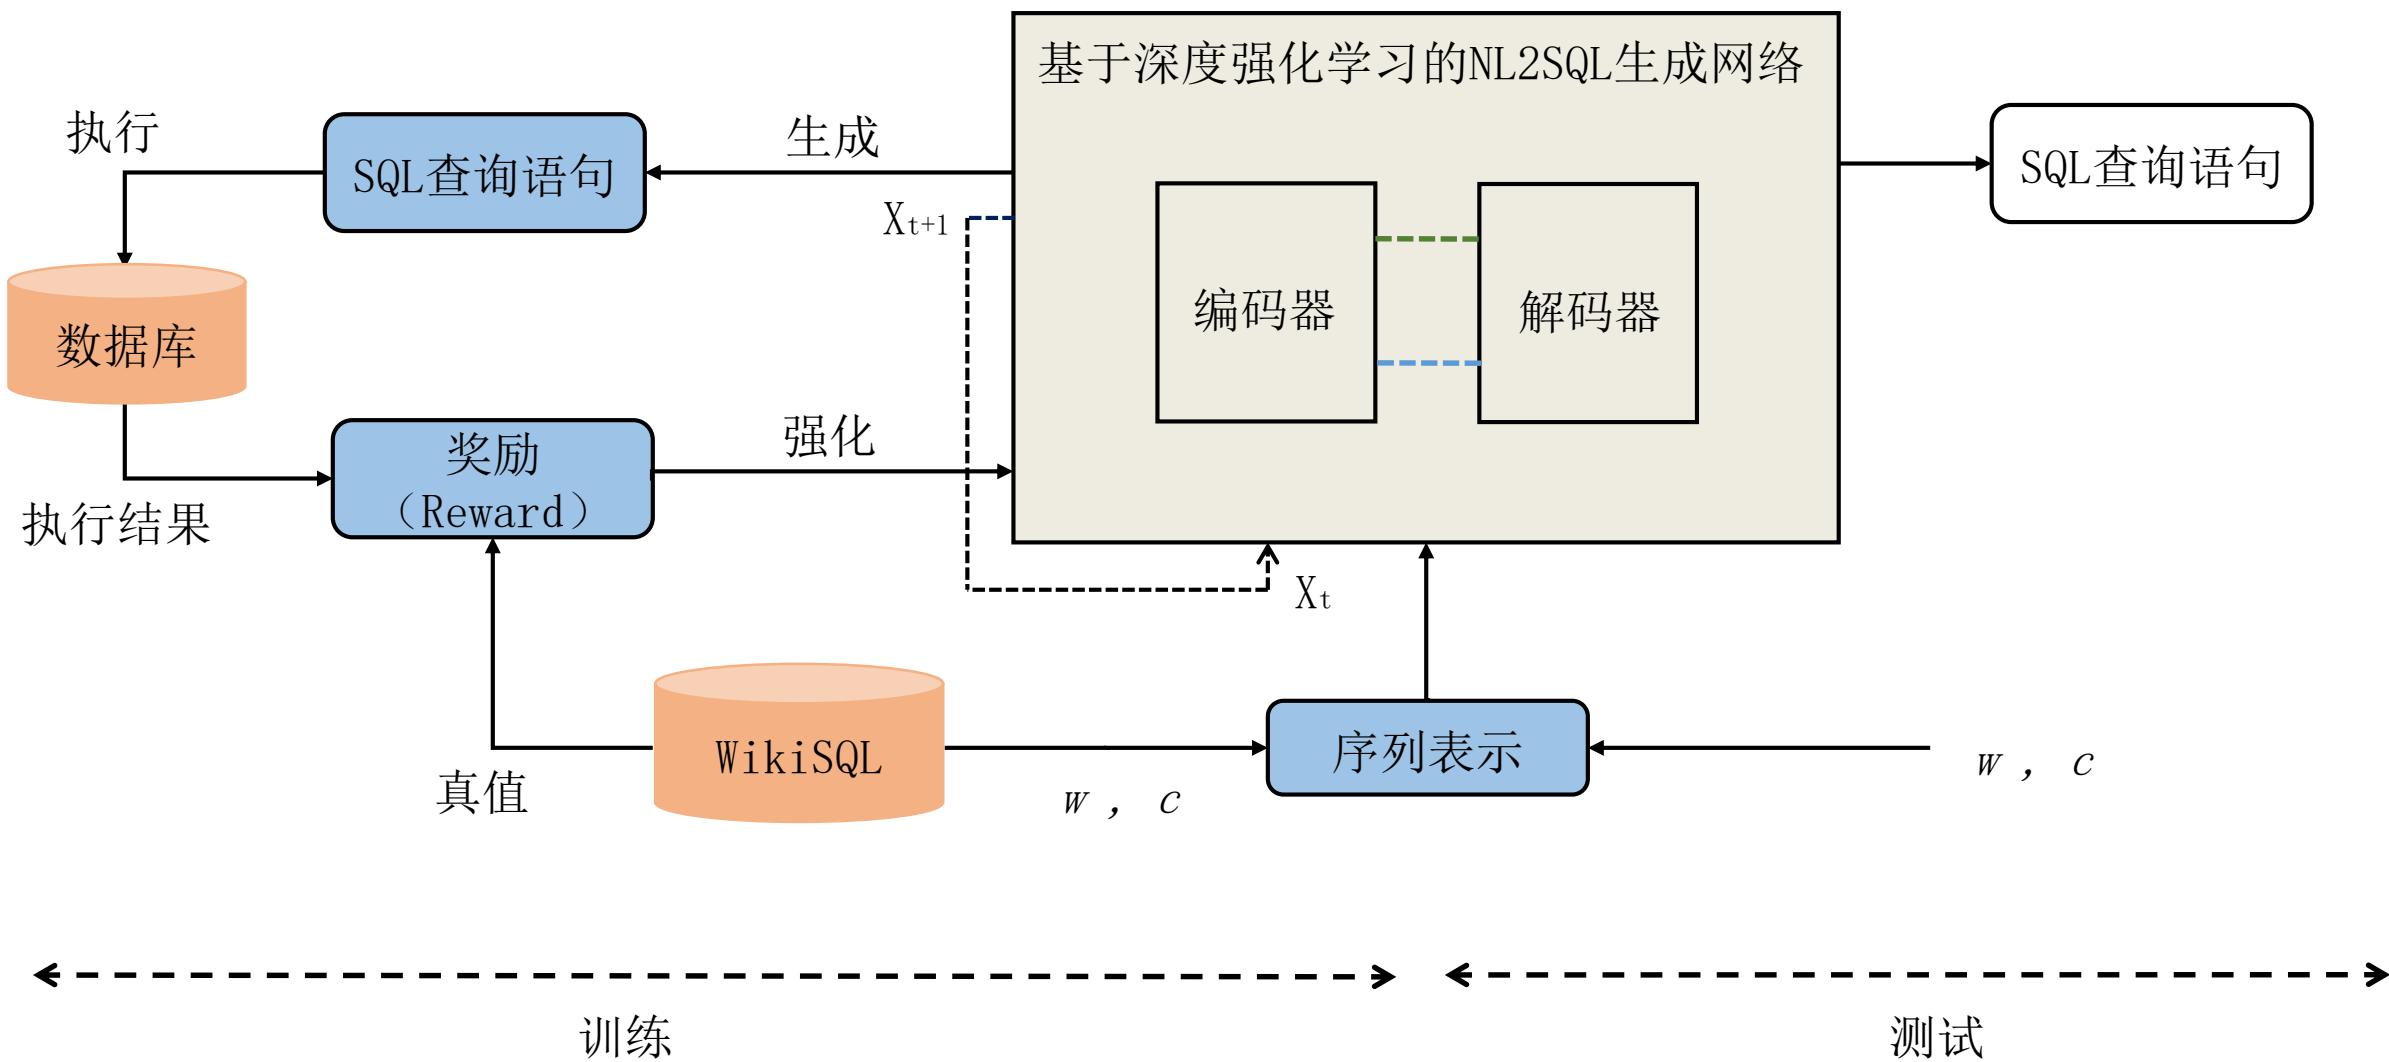 基于深度强化学习的NL2SQL生成网络
执行
SQL查询语句
生成
SQL查询语句
Xt+1
编码器
解码器
数据库
奖励
（Reward）
强化
执行结果
Xt
WikiSQL
序列表示
真值
w , c
w , c
训练
测试